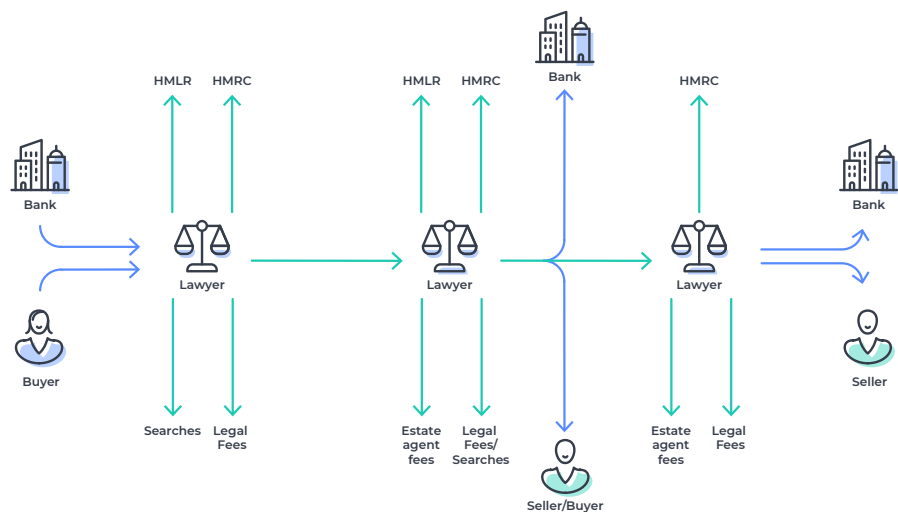 Bank
HMLR HMRC HMLR HMRC HMRC
Bank Bank
Lawyer Lawyer Lawyer
Buyer Seller
Searches Legal Estate Legal Estate Legal
Fees agent Fees/ agent Fees
fees Searches fees
Seller/Buyer